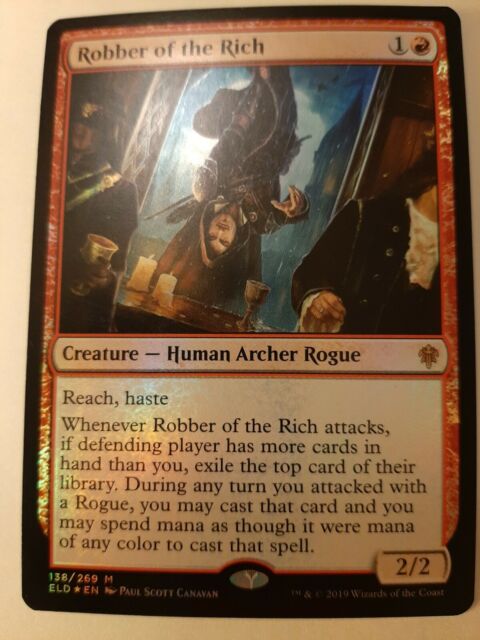 Robber of the Rich 1
Creature — Human Archer Rogue
Reach, haste
Whenever Robber of the Rich attacks,
if defending player has more cards in
hand than you, exile the top card of their
library. During any turn you attacked with
a Rogue, you may cast that card and you
may spend mana as though it were mana
of any color to cast that spell.
2/2
138/269 M
ELD ★ EN Paul Scott Canavan
™ & © 2019 Wizards of the Coast